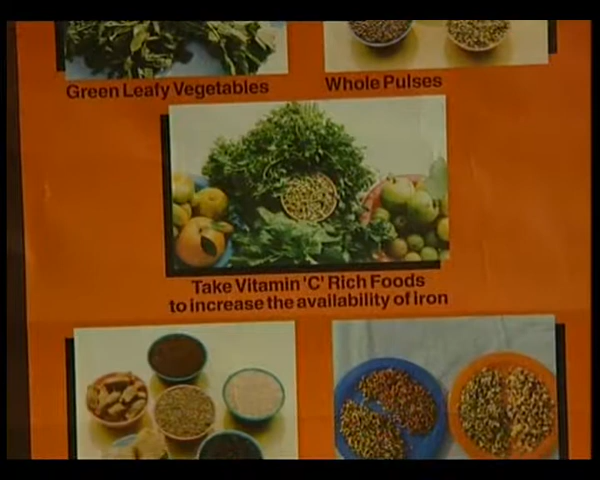 Green Leafy Vegetables
Whole Pulses
Take Vitamin 'C' Rich Foods
to increase the availability of iron